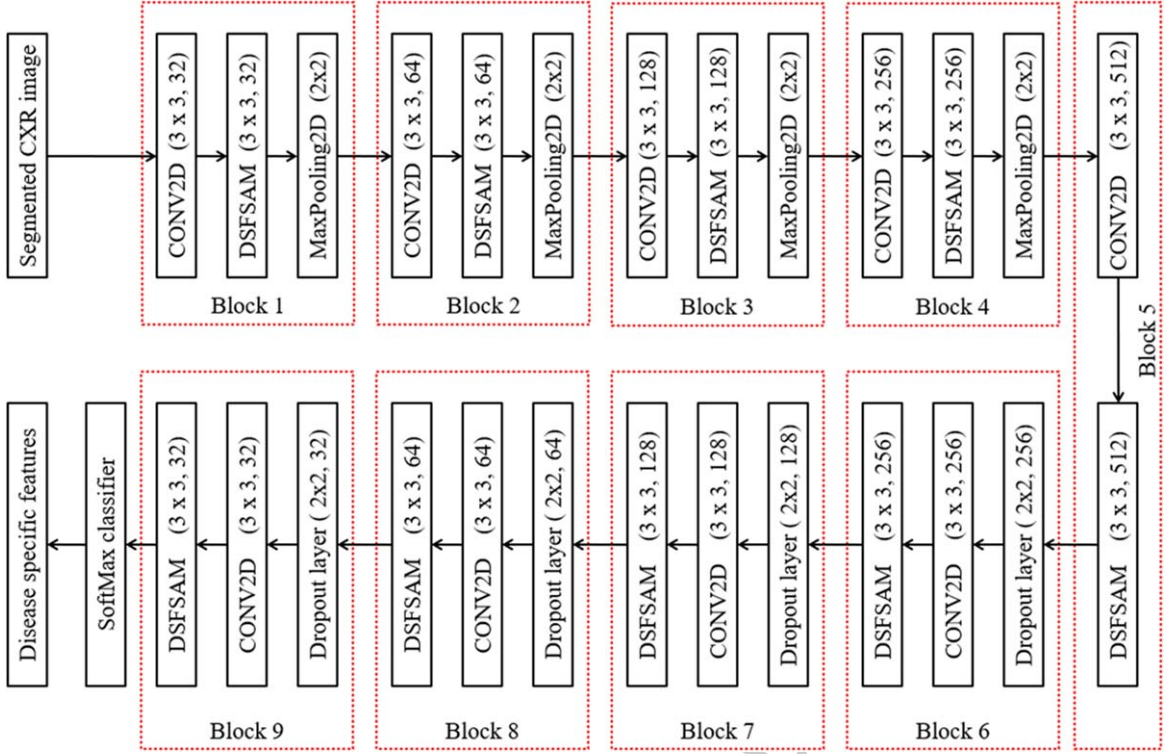 Segmented CXR image
CONV2D (3 x 3, 32)
DSFSAM (3 x 3, 32)
MaxPooling2D (2x2)
Block 1
CONV2D (3 x 3, 64)
DSFSAM (3 x 3, 64)
MaxPooling2D (2x2)
Block 2
CONV2D (3 x 3, 128)
DSFSAM (3 x 3, 128)
MaxPooling2D (2x2)
Block 3
CONV2D (3 x 3, 256)
DSFSAM (3 x 3, 256)
MaxPooling2D (2x2)
Block 4
CONV2D (3 x 3, 512)
DSFSAM (3 x 3, 512)
Block 5
Dropout layer ( 2x2, 256)
CONV2D (3 x 3, 256)
DSFSAM (3 x 3, 256)
Block 6
Dropout layer ( 2x2, 128)
CONV2D (3 x 3, 128)
DSFSAM (3 x 3, 128)
Block 7
Dropout layer ( 2x2, 64)
CONV2D (3 x 3, 64)
DSFSAM (3 x 3, 64)
Block 8
Dropout layer ( 2x2, 32)
CONV2D (3 x 3, 32)
DSFSAM (3 x 3, 32)
Block 9
SoftMax classifier
Disease specific features